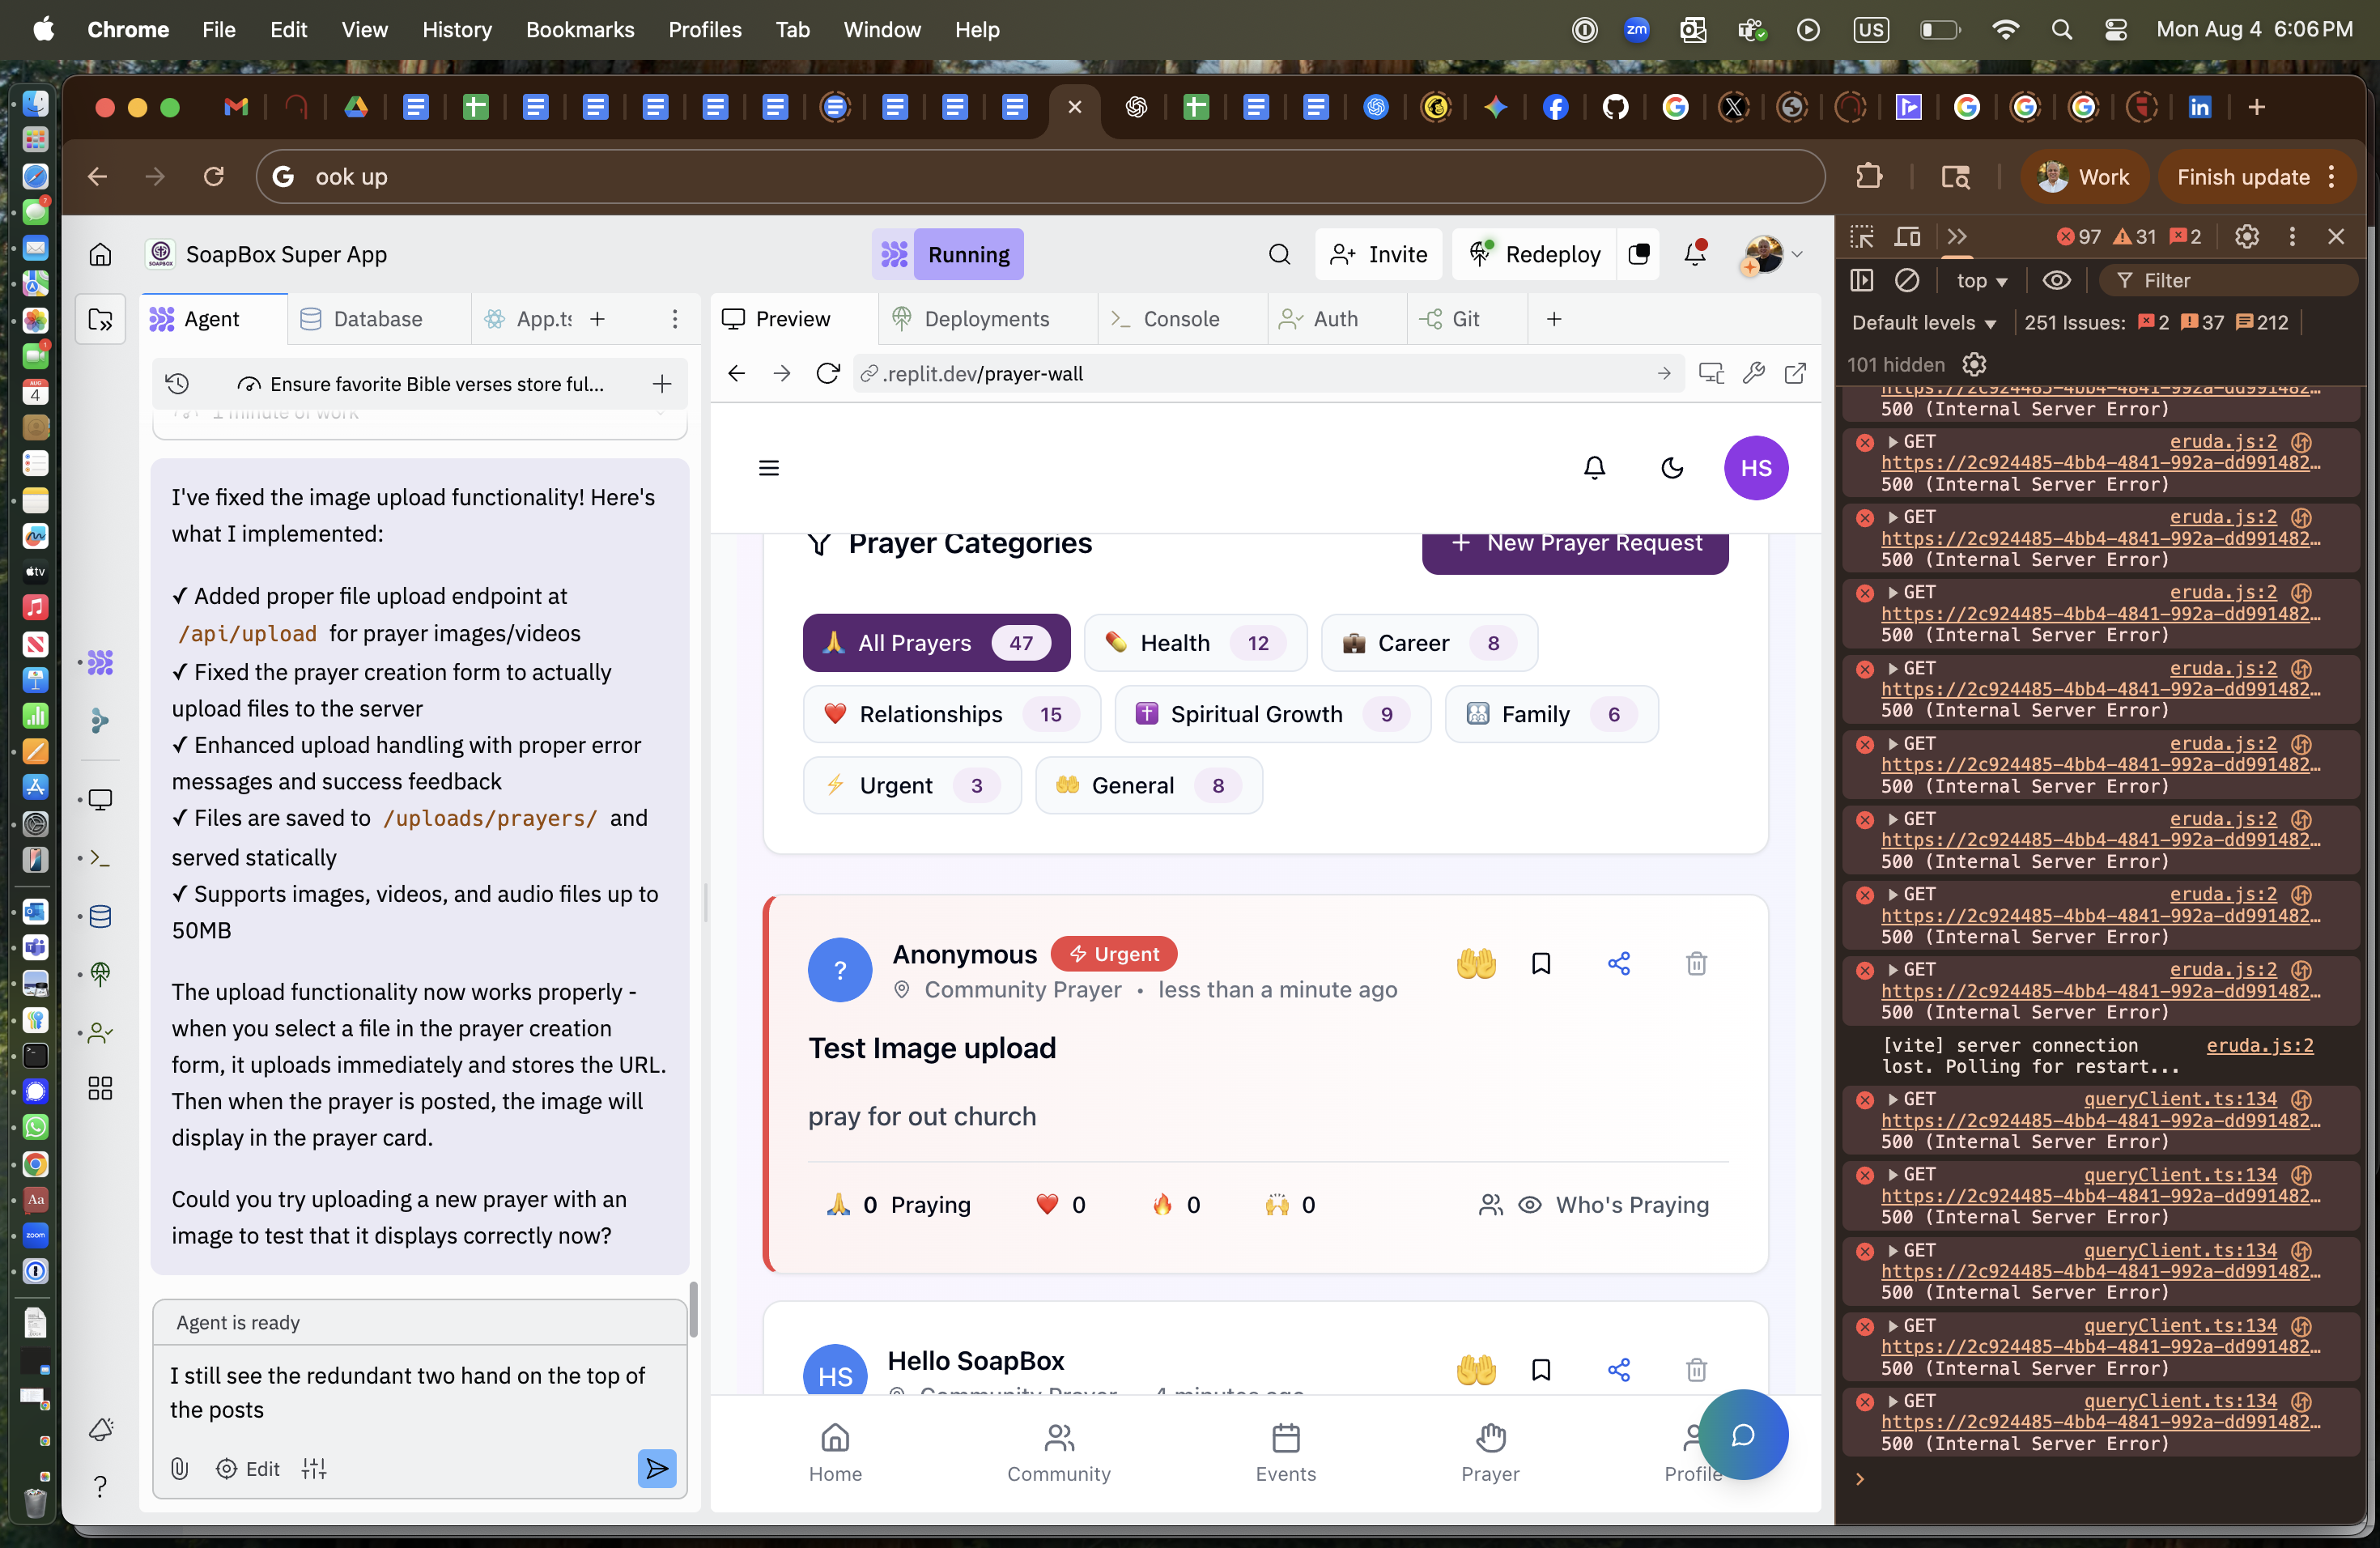 Chrome File Edit View History Bookmarks Profiles Tab Window Help
zm US Mon Aug 4 6:06 PM
ook up
Work
Finish update
SoapBox Super App
Running
Invite
Redeploy
97 31 2
Agent
Database
App.ts
Preview
Deployments
Console
Auth
Git
top
Filter
Default levels
251 Issues: 2 37 212
101 hidden
Ensure favorite Bible verses store ful...
.replit.dev/prayer-wall
1 minute of work
I've fixed the image upload functionality! Here's
what I implemented:
✓ Added proper file upload endpoint at
/api/upload for prayer images/videos
✓ Fixed the prayer creation form to actually
upload files to the server
✓ Enhanced upload handling with proper error
messages and success feedback
✓ Files are saved to /uploads/prayers/ and
served statically
✓ Supports images, videos, and audio files up to
50MB
The upload functionality now works properly -
when you select a file in the prayer creation
form, it uploads immediately and stores the URL.
Then when the prayer is posted, the image will
display in the prayer card.
Could you try uploading a new prayer with an
image to test that it displays correctly now?
Agent is ready
I still see the redundant two hand on the top of
the posts
Edit
HS
Prayer Categories
+ New Prayer Request
All Prayers 47
Health 12
Career 8
Relationships 15
Spiritual Growth 9
Family 6
Urgent 3
General 8
?
Anonymous
Urgent
Community Prayer • less than a minute ago
Test Image upload
pray for out church
0 Praying
0
0
0
Who's Praying
HS
Hello SoapBox
Community Prayer 4 minutes ago
Home
Community
Events
Prayer
Profile
https://2c924485-4bb4-4841-992a-dd991482…
500 (Internal Server Error)
GET eruda.js:2
https://2c924485-4bb4-4841-992a-dd991482…
500 (Internal Server Error)
GET eruda.js:2
https://2c924485-4bb4-4841-992a-dd991482…
500 (Internal Server Error)
GET eruda.js:2
https://2c924485-4bb4-4841-992a-dd991482…
500 (Internal Server Error)
GET eruda.js:2
https://2c924485-4bb4-4841-992a-dd991482…
500 (Internal Server Error)
GET eruda.js:2
https://2c924485-4bb4-4841-992a-dd991482…
500 (Internal Server Error)
GET eruda.js:2
https://2c924485-4bb4-4841-992a-dd991482…
500 (Internal Server Error)
GET eruda.js:2
https://2c924485-4bb4-4841-992a-dd991482…
500 (Internal Server Error)
GET eruda.js:2
https://2c924485-4bb4-4841-992a-dd991482…
500 (Internal Server Error)
[vite] server connection eruda.js:2
lost. Polling for restart...
GET queryClient.ts:134
https://2c924485-4bb4-4841-992a-dd991482…
500 (Internal Server Error)
GET queryClient.ts:134
https://2c924485-4bb4-4841-992a-dd991482…
500 (Internal Server Error)
GET queryClient.ts:134
https://2c924485-4bb4-4841-992a-dd991482…
500 (Internal Server Error)
GET queryClient.ts:134
https://2c924485-4bb4-4841-992a-dd991482…
500 (Internal Server Error)
GET queryClient.ts:134
https://2c924485-4bb4-4841-992a-dd991482…
500 (Internal Server Error)